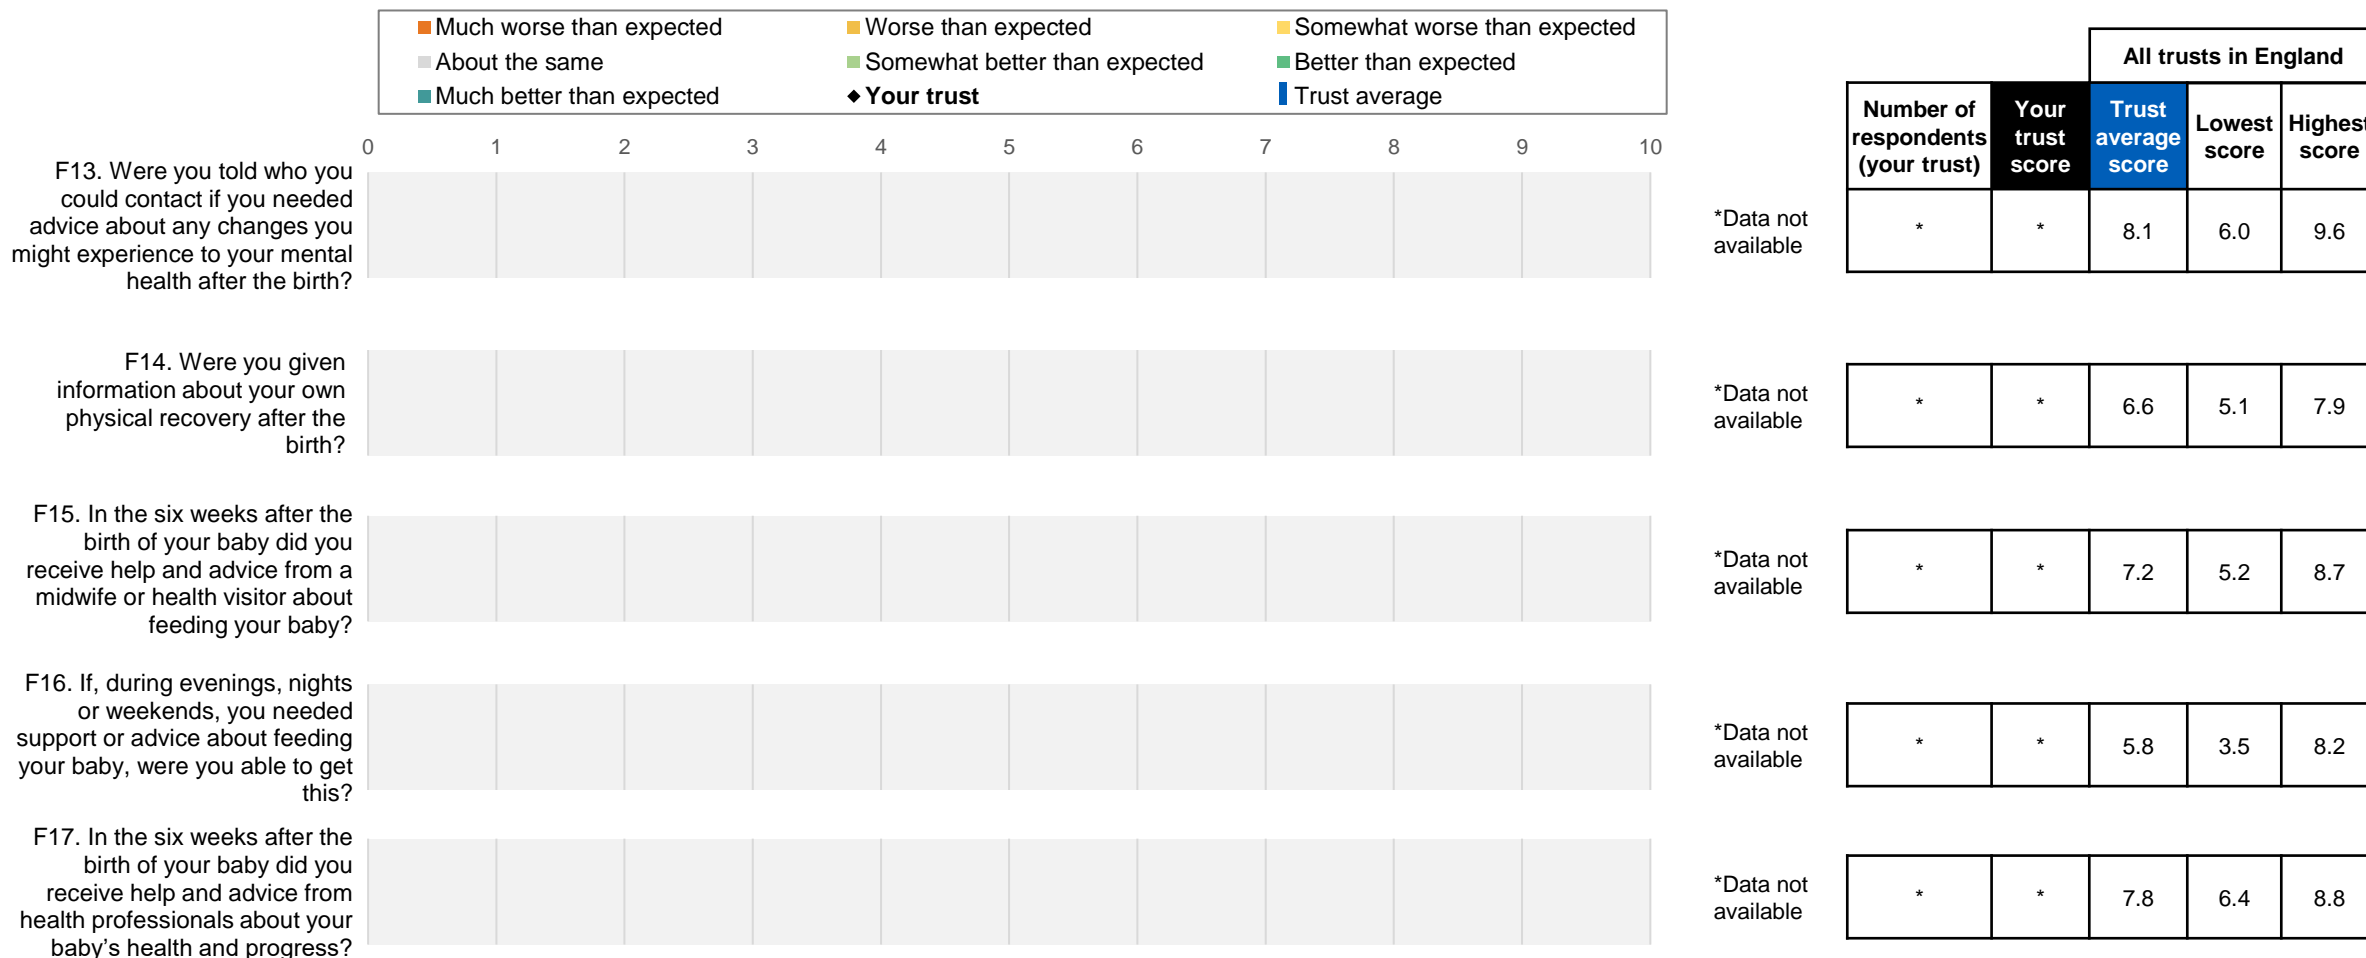 Much worse than expected
Worse than expected
Somewhat worse than expected
About the same
Somewhat better than expected
Better than expected
Much better than expected
Your trust
Trust average
All trusts in England
Number of
respondents
(your trust)
Your
trust
score
Trust
average
score
Lowest
score
Highest
score
0 1 2 3 4 5 6 7 8 9 10
F13. Were you told who you
could contact if you needed
advice about any changes you
might experience to your mental
health after the birth?
*Data not
available
* * 8.1 6.0 9.6
F14. Were you given
information about your own
physical recovery after the
birth?
*Data not
available
* * 6.6 5.1 7.9
F15. In the six weeks after the
birth of your baby did you
receive help and advice from a
midwife or health visitor about
feeding your baby?
*Data not
available
* * 7.2 5.2 8.7
F16. If, during evenings, nights
or weekends, you needed
support or advice about feeding
your baby, were you able to get
this?
*Data not
available
* * 5.8 3.5 8.2
F17. In the six weeks after the
birth of your baby did you
receive help and advice from
health professionals about your
baby’s health and progress?
*Data not
available
* * 7.8 6.4 8.8